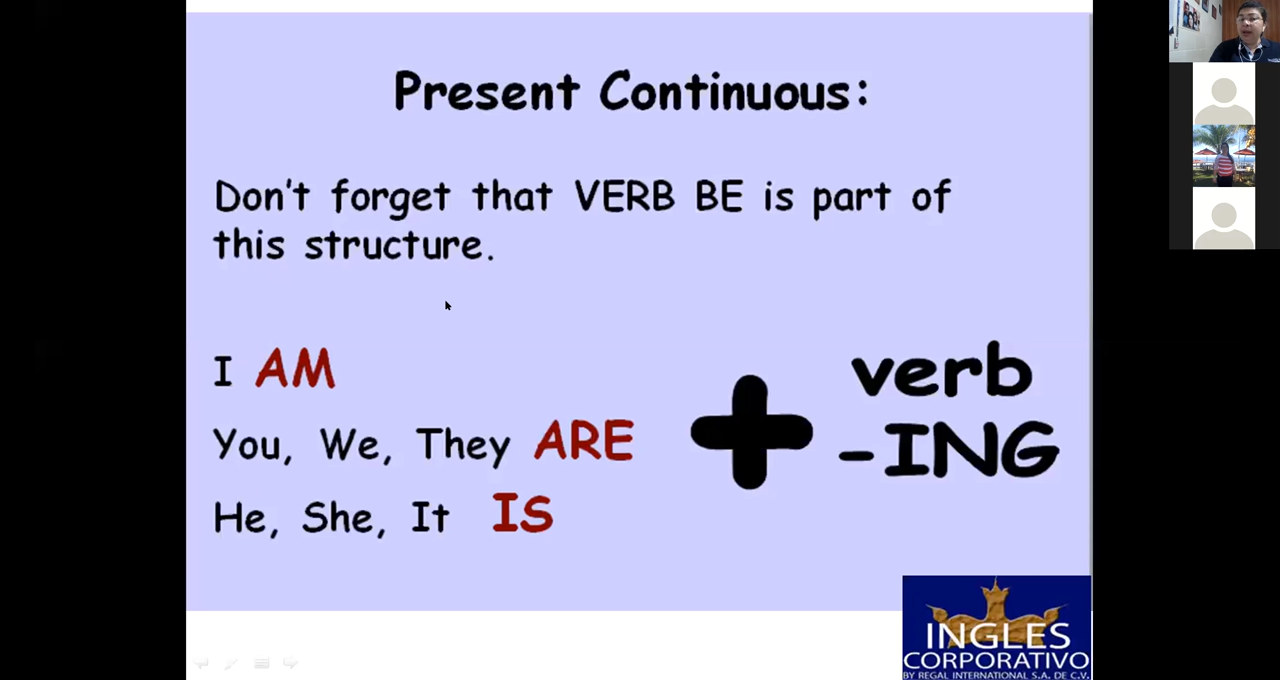 Present Continuous:
Don't forget that VERB BE is part of
this structure.
I AM
You, We, They ARE
He, She, It IS
verb
-ING
INGLES
CORPORATIVO
BY REGAL INTERNATIONAL S.A. DE C.V.